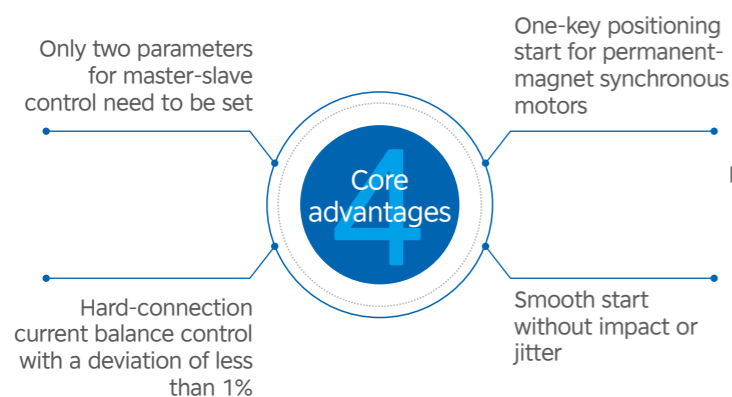 Only two parameters
for master-slave
control need to be set
One-key positioning
start for permanent-
magnet synchronous
motors
4
Core
advantages
Hard-connection
current balance control
with a deviation of less
than 1%
Smooth start
without impact or
jitter